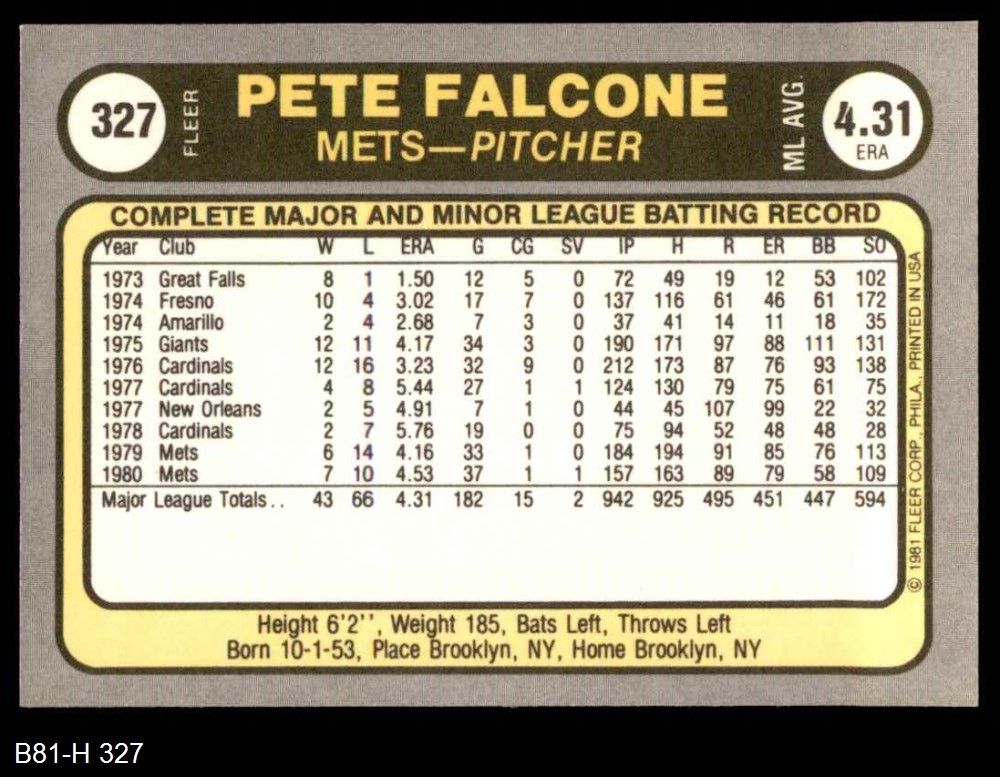 327 FLEER PETE FALCONE ML AVG. 4.31
METS—PITCHER ERA
COMPLETE MAJOR AND MINOR LEAGUE BATTING RECORD
Year Club W L ERA G CG SV IP H R ER BB SO
1973 Great Falls 8 1 1.50 12 5 0 72 49 19 12 53 102
1974 Fresno 10 4 3.02 17 7 0 137 116 61 46 61 172
1974 Amarillo 2 4 2.68 7 3 0 37 41 14 11 18 35
1975 Giants 12 11 4.17 34 3 0 190 171 97 88 111 131
1976 Cardinals 12 16 3.23 32 9 0 212 173 87 76 93 138
1977 Cardinals 4 8 5.44 27 1 1 124 130 79 75 61 75
1977 New Orleans 2 5 4.91 7 1 0 44 45 107 99 22 32
1978 Cardinals 2 7 5.76 19 0 0 75 94 52 48 48 28
1979 Mets 6 14 4.16 33 1 0 184 194 91 85 76 113
1980 Mets 7 10 4.53 37 1 1 157 163 89 79 58 109
Major League Totals.. 43 66 4.31 182 15 2 942 925 495 451 447 594
© 1981 FLEER CORP., PHILA., PRINTED IN USA
Height 6'2'', Weight 185, Bats Left, Throws Left
Born 10-1-53, Place Brooklyn, NY, Home Brooklyn, NY
B81-H 327